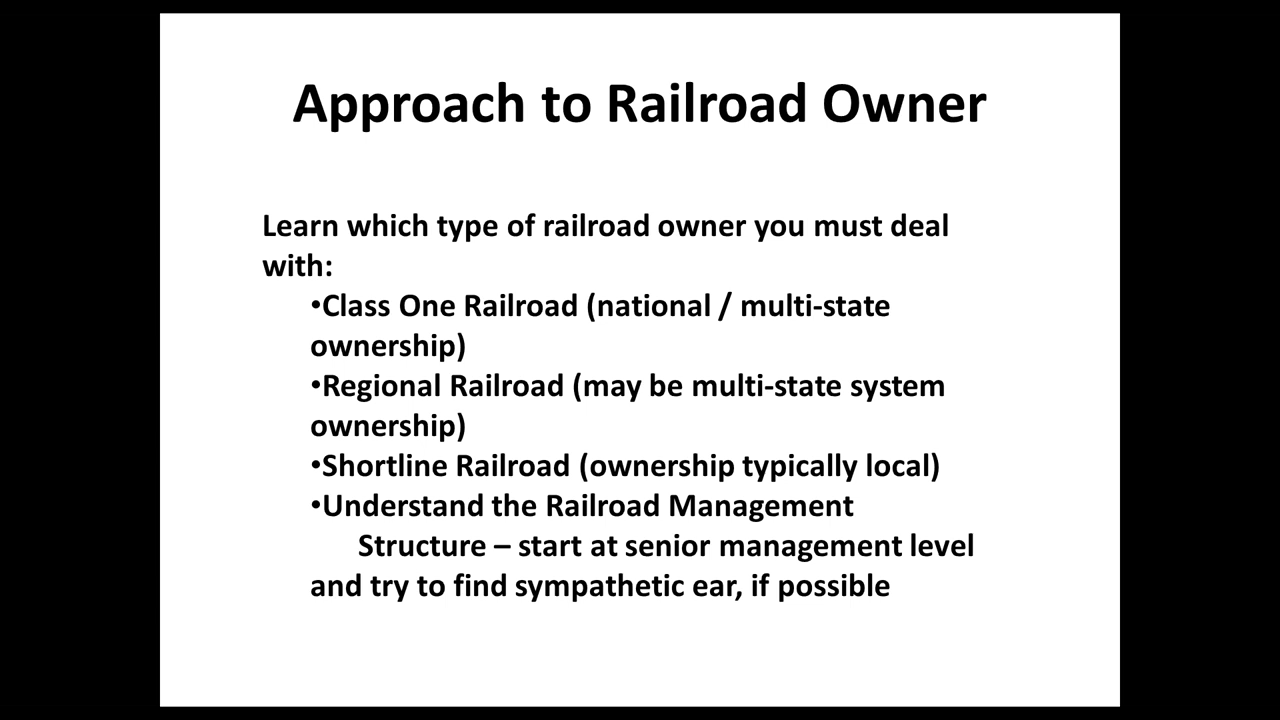 Approach to Railroad Owner
Learn which type of railroad owner you must deal
with:
•Class One Railroad (national / multi-state
ownership)
•Regional Railroad (may be multi-state system
ownership)
•Shortline Railroad (ownership typically local)
•Understand the Railroad Management
Structure – start at senior management level
and try to find sympathetic ear, if possible